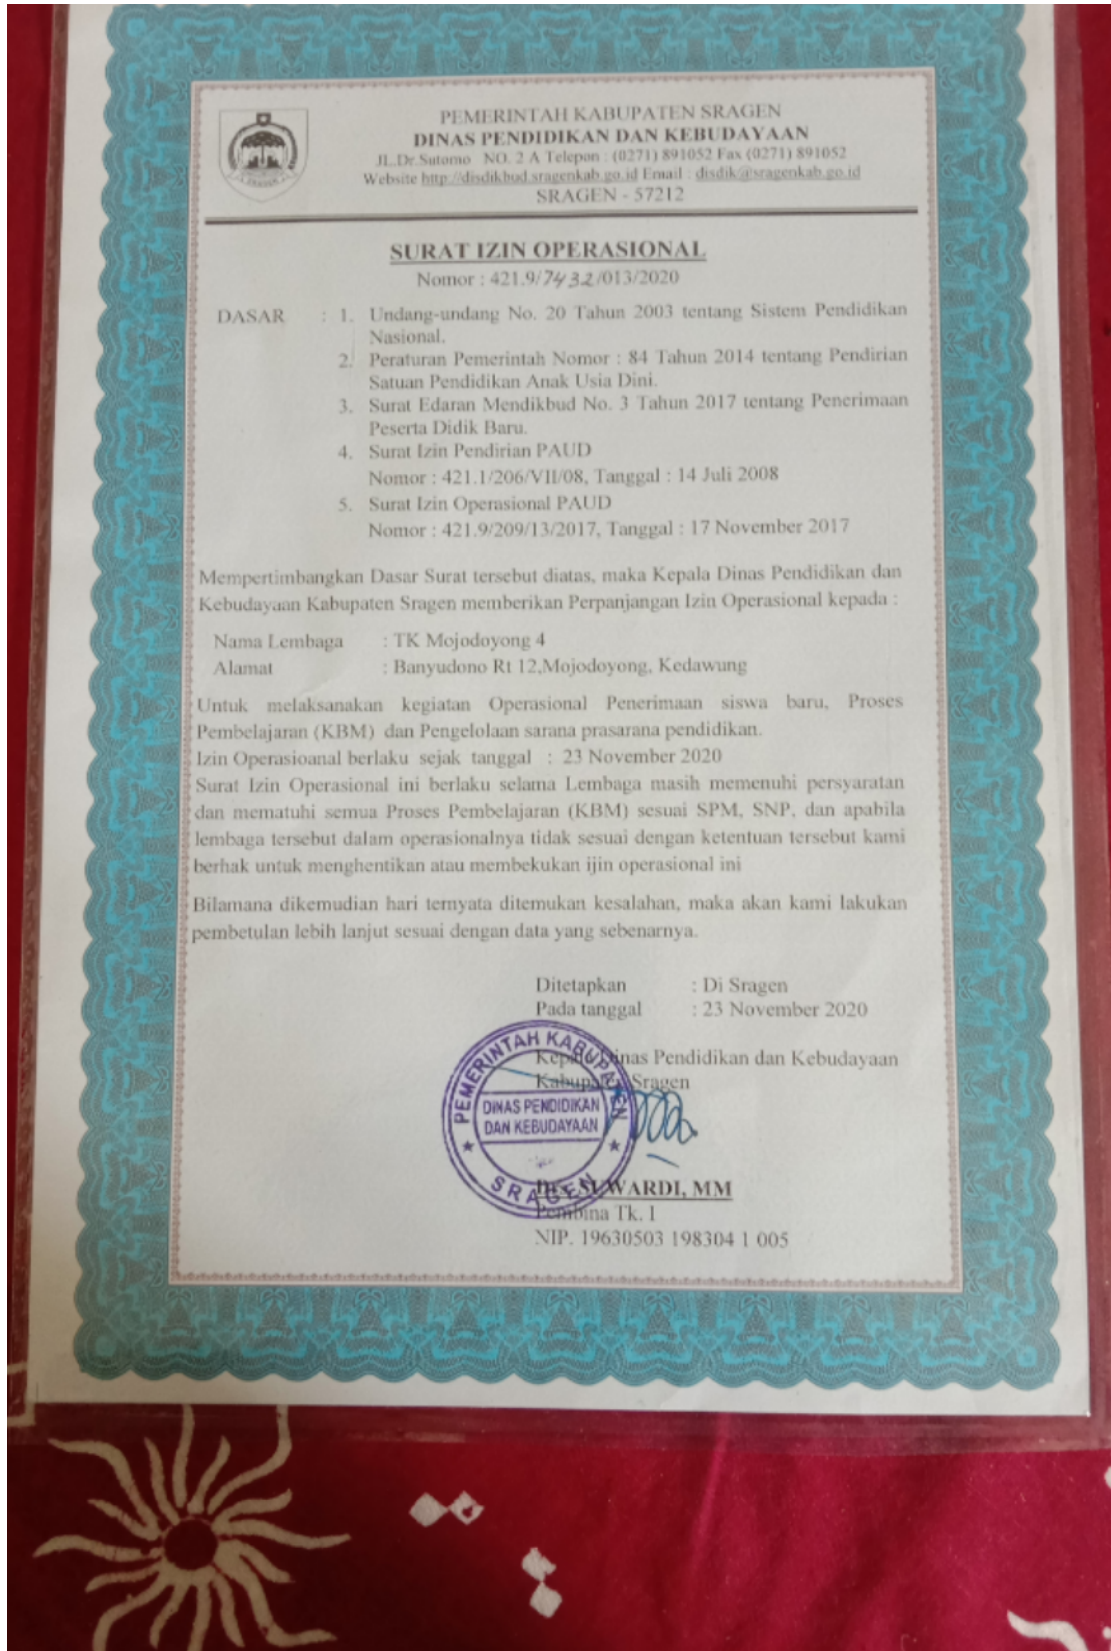 PEMERINTAH KABUPATEN SRAGEN
DINAS PENDIDIKAN DAN KEBUDAYAAN
JL.Dr.Sutomo NO. 2 A Telepon : (0271) 891052 Fax (0271) 891052
Website http://disdikbud.sragenkab.go.id Email : disdik@sragenkab.go.id
SRAGEN - 57212
SRAGEN
SURAT IZIN OPERASIONAL
Nomor : 421.9/7432/013/2020
DASAR : 1. Undang-undang No. 20 Tahun 2003 tentang Sistem Pendidikan
Nasional.
2. Peraturan Pemerintah Nomor : 84 Tahun 2014 tentang Pendirian
Satuan Pendidikan Anak Usia Dini.
3. Surat Edaran Mendikbud No. 3 Tahun 2017 tentang Penerimaan
Peserta Didik Baru.
4. Surat Izin Pendirian PAUD
Nomor : 421.1/206/VII/08, Tanggal : 14 Juli 2008
5. Surat Izin Operasional PAUD
Nomor : 421.9/209/13/2017, Tanggal : 17 November 2017
Mempertimbangkan Dasar Surat tersebut diatas, maka Kepala Dinas Pendidikan dan
Kebudayaan Kabupaten Sragen memberikan Perpanjangan Izin Operasional kepada :
Nama Lembaga : TK Mojodoyong 4
Alamat : Banyudono Rt 12,Mojodoyong, Kedawung
Untuk melaksanakan kegiatan Operasional Penerimaan siswa baru, Proses
Pembelajaran (KBM) dan Pengelolaan sarana prasarana pendidikan.
Izin Operasioanal berlaku sejak tanggal : 23 November 2020
Surat Izin Operasional ini berlaku selama Lembaga masih memenuhi persyaratan
dan mematuhi semua Proses Pembelajaran (KBM) sesuai SPM, SNP, dan apabila
lembaga tersebut dalam operasionalnya tidak sesuai dengan ketentuan tersebut kami
berhak untuk menghentikan atau membekukan ijin operasional ini
Bilamana dikemudian hari ternyata ditemukan kesalahan, maka akan kami lakukan
pembetulan lebih lanjut sesuai dengan data yang sebenarnya.
Ditetapkan : Di Sragen
Pada tanggal : 23 November 2020
Kepala Dinas Pendidikan dan Kebudayaan
Kabupaten Sragen
PEMERINTAH KABUPATEN
DINAS PENDIDIKAN
DAN KEBUDAYAAN
SRAGEN
Drs. SUWARDI, MM
Pembina Tk. I
NIP. 19630503 198304 1 005